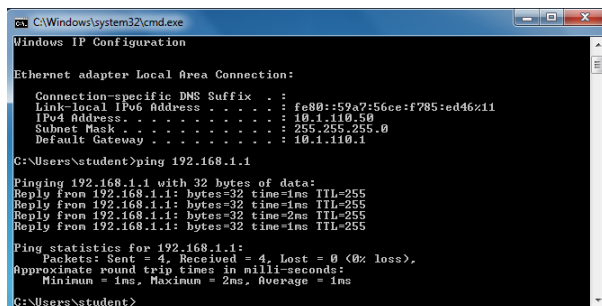 C:\Windows\system32\cmd.exe
Windows IP Configuration
Ethernet adapter Local Area Connection:
Connection-specific DNS Suffix . :
Link-local IPv6 Address . . . . . : fe80::59a7:56ce:f785:ed46%11
IPv4 Address. . . . . . . . . . . : 10.1.110.50
Subnet Mask . . . . . . . . . . . : 255.255.255.0
Default Gateway . . . . . . . . . : 10.1.110.1
C:\Users\student>ping 192.168.1.1
Pinging 192.168.1.1 with 32 bytes of data:
Reply from 192.168.1.1: bytes=32 time=1ms TTL=255
Reply from 192.168.1.1: bytes=32 time=1ms TTL=255
Reply from 192.168.1.1: bytes=32 time=2ms TTL=255
Reply from 192.168.1.1: bytes=32 time=1ms TTL=255
Ping statistics for 192.168.1.1:
Packets: Sent = 4, Received = 4, Lost = 0 (0% loss),
Approximate round trip times in milli-seconds:
Minimum = 1ms, Maximum = 2ms, Average = 1ms
C:\Users\student>